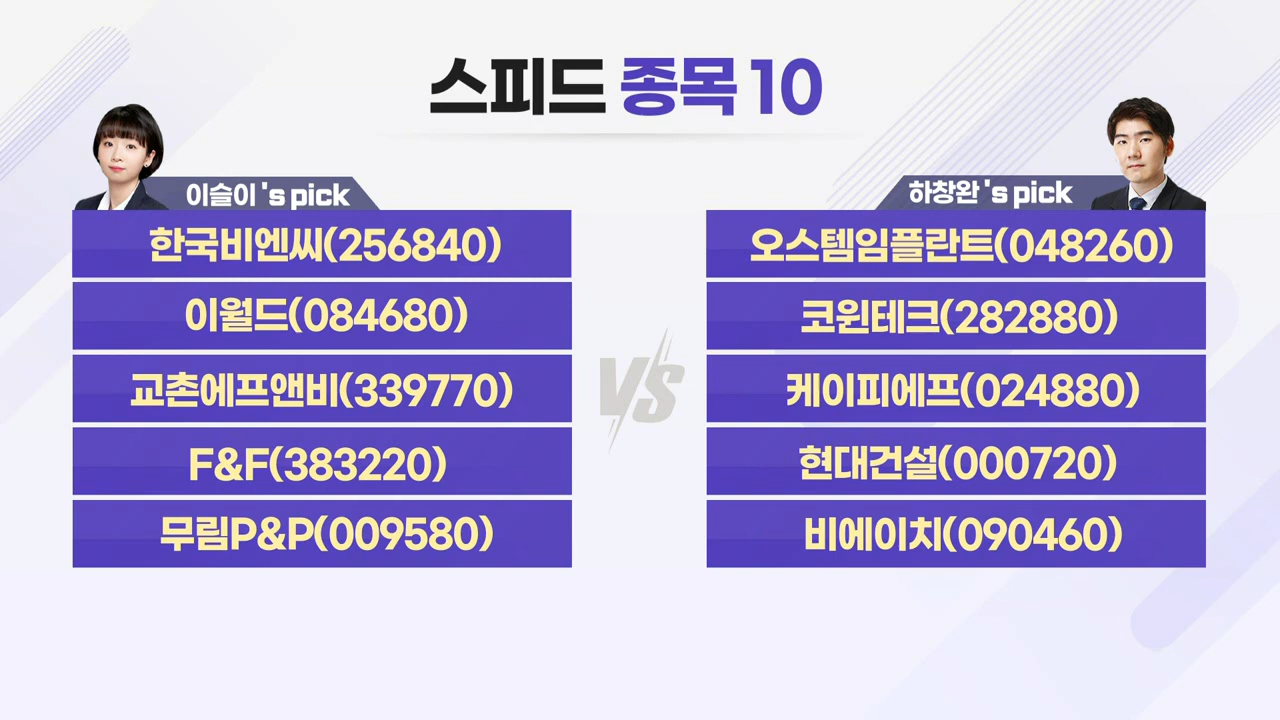 스피드 종목 10
이슬이 's pick
한국비엔씨(256840)
이월드(084680)
교촌에프앤비(339770)
F&F(383220)
무림P&P(009580)
VS
하창완 's pick
오스템임플란트(048260)
코윈테크(282880)
케이피에프(024880)
현대건설(000720)
비에이치(090460)